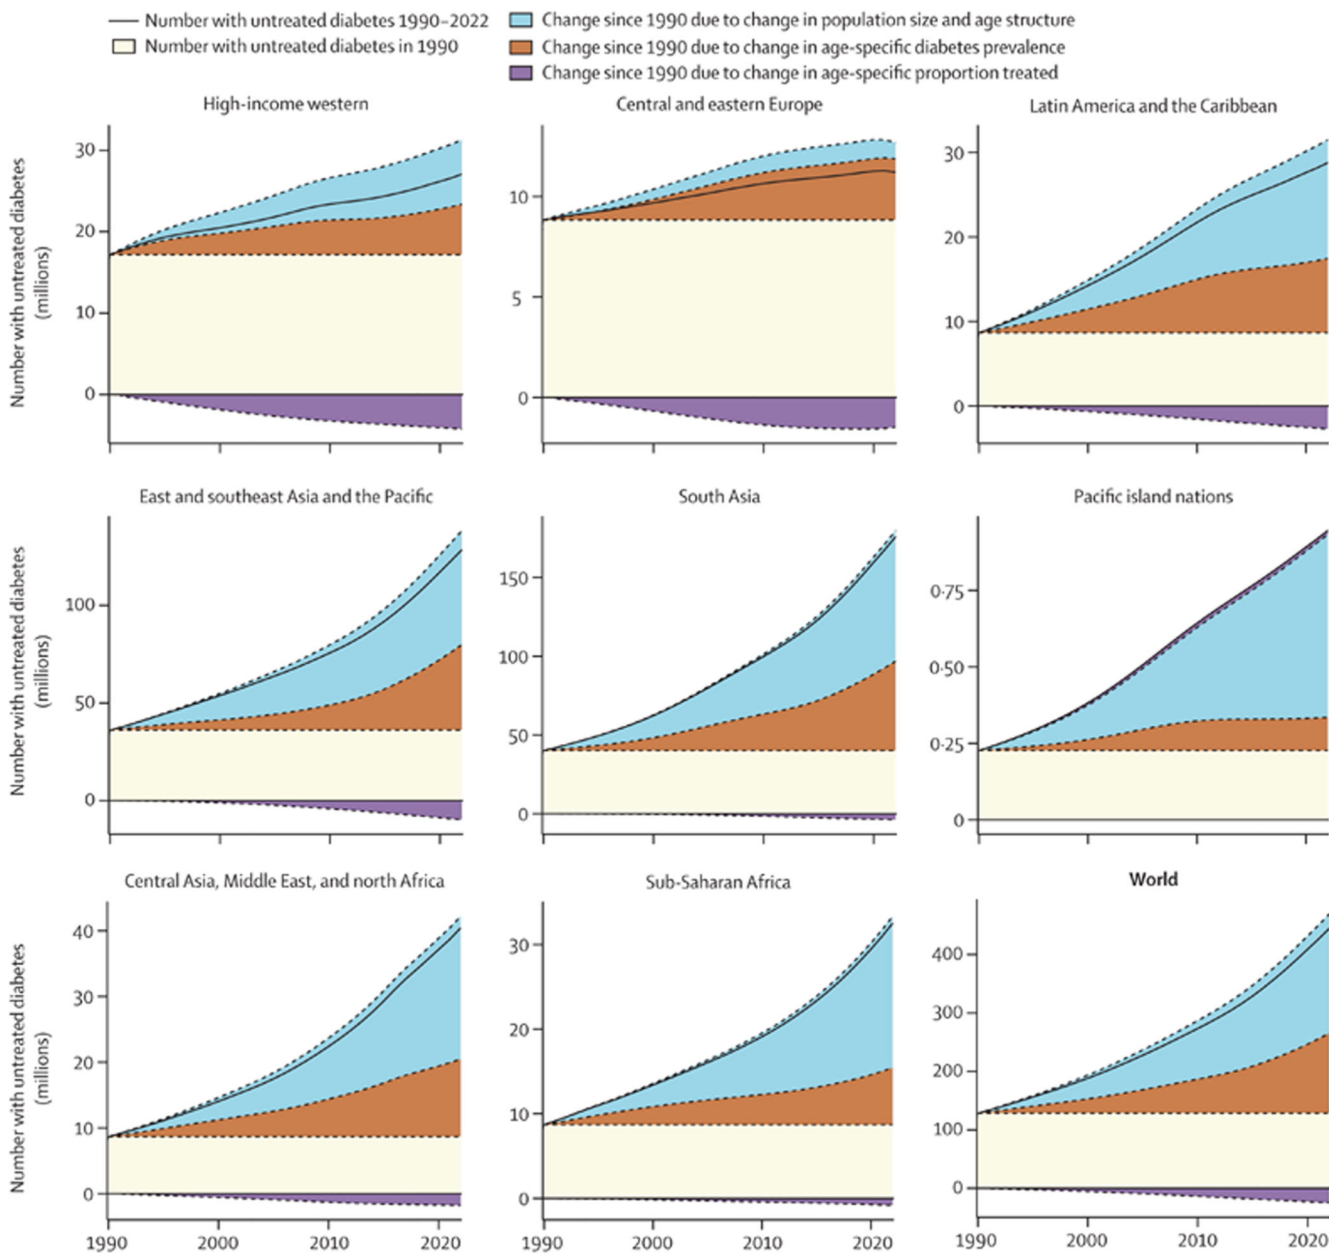 Number with untreated diabetes 1990–2022
Number with untreated diabetes in 1990
Change since 1990 due to change in population size and age structure
Change since 1990 due to change in age-specific diabetes prevalence
Change since 1990 due to change in age-specific proportion treated
High-income western
Central and eastern Europe
Latin America and the Caribbean
Number with untreated diabetes
(millions)
30
20
10
0
10
5
0
30
20
10
0
East and southeast Asia and the Pacific
South Asia
Pacific island nations
Number with untreated diabetes
(millions)
100
50
0
150
100
50
0
0·75
0·50
0·25
0
Central Asia, Middle East, and north Africa
Sub-Saharan Africa
World
Number with untreated diabetes
(millions)
40
30
20
10
0
30
20
10
0
400
300
200
100
0
1990 2000 2010 2020
1990 2000 2010 2020
1990 2000 2010 2020